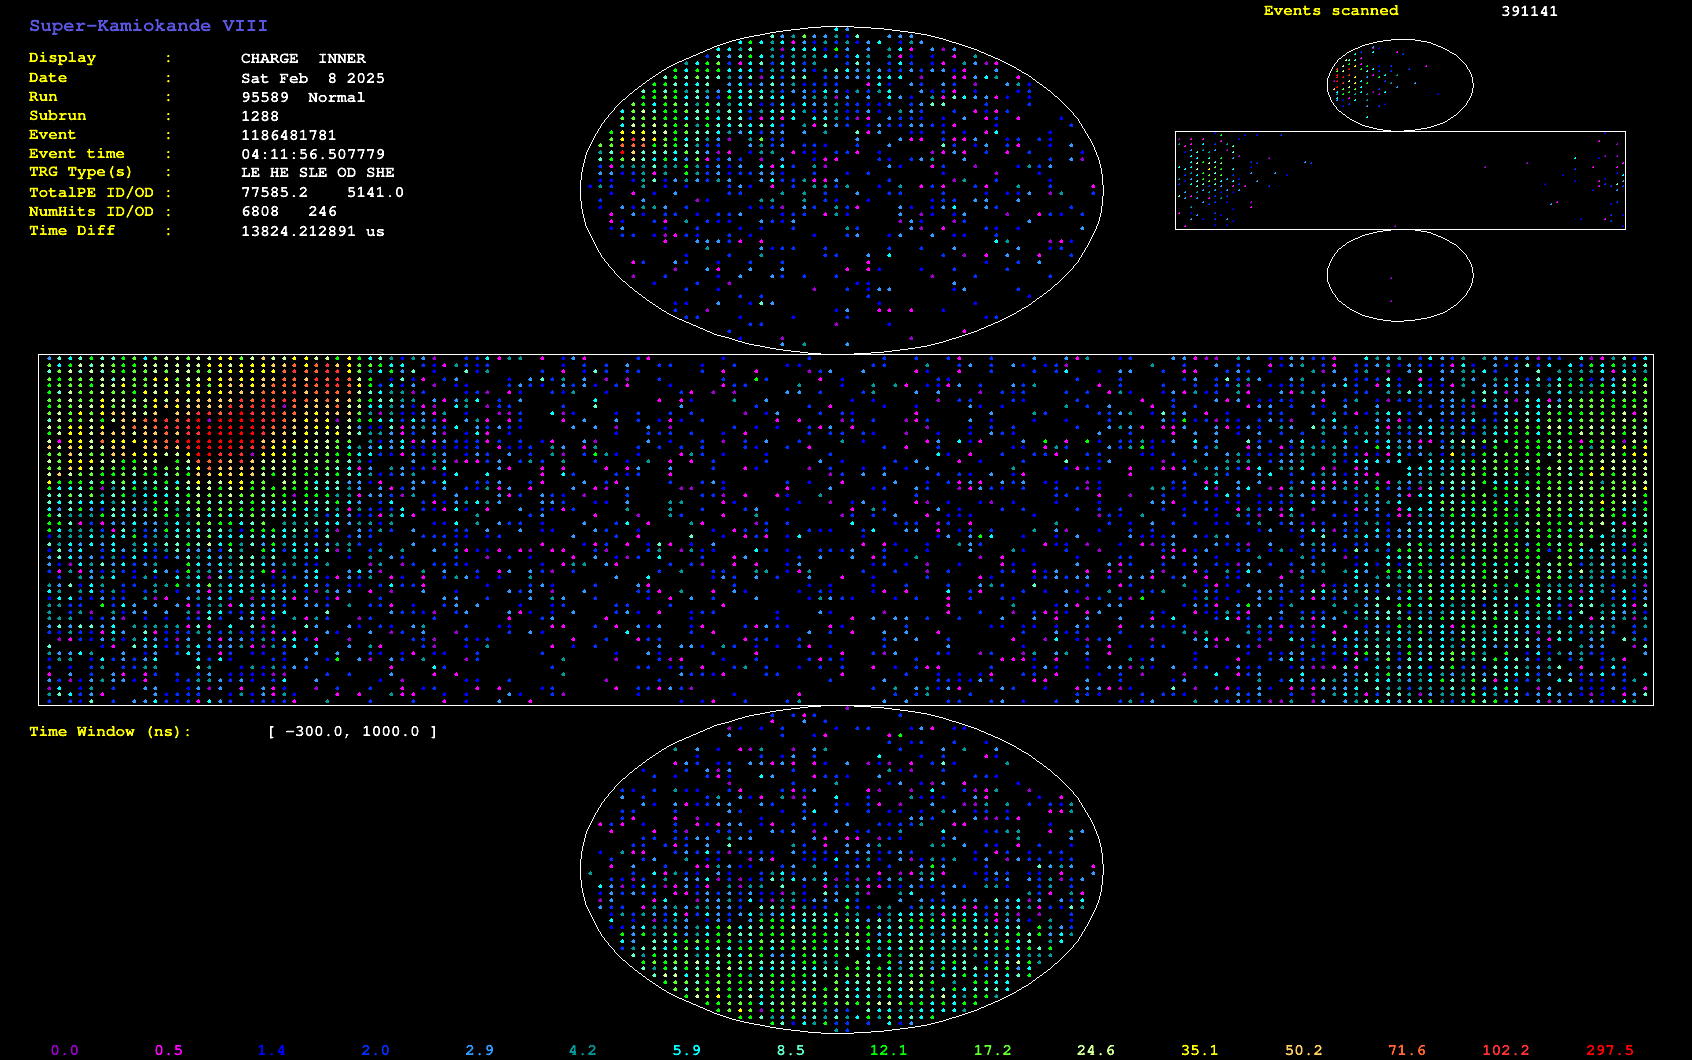 Super-Kamiokande VIII
Display : CHARGE INNER
Date : Sat Feb 8 2025
Run : 95589 Normal
Subrun : 1288
Event : 1186481781
Event time : 04:11:56.507779
TRG Type(s) : LE HE SLE OD SHE
TotalPE ID/OD : 77585.2 5141.0
NumHits ID/OD : 6808 246
Time Diff : 13824.212891 us
Events scanned 391141
Time Window (ns): [ -300.0, 1000.0 ]
0.0 0.5 1.4 2.0 2.9 4.2 5.9 8.5 12.1 17.2 24.6 35.1 50.2 71.6 102.2 297.5